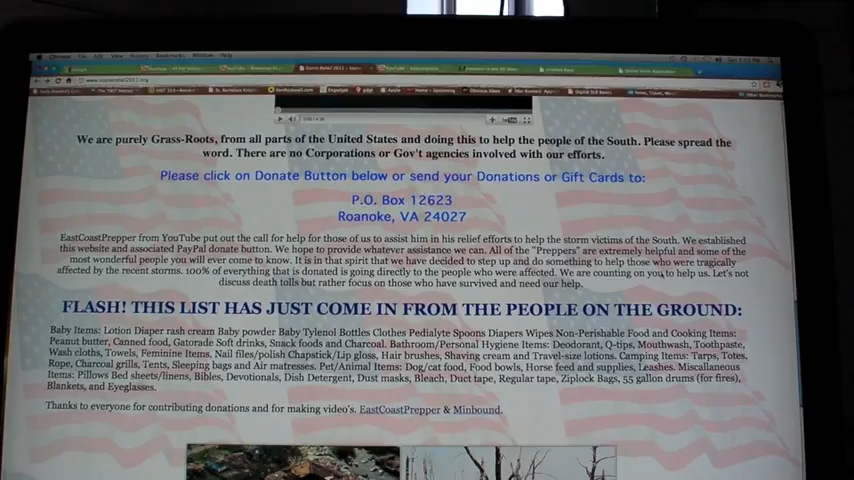 Chrome File Edit View History Bookmarks Window Help
We are purely Grass-Roots, from all parts of the United States and doing this to help the people of the South. Please spread the
word. There are no Corporations or Gov't agencies involved with our efforts.
Please click on Donate Button below or send your Donations or Gift Cards to:
P.O. Box 12623
Roanoke, VA 24027
EastCoastPrepper from YouTube put out the call for help for those of us to assist him in his relief efforts to help the storm victims of the South. We established
this website and associated PayPal donate button. We hope to provide whatever assistance we can. All of the "Preppers" are extremely helpful and some of the
most wonderful people you will ever come to know. It is in that spirit that we have decided to step up and do something to help those who were tragically
affected by the recent storms. 100% of everything that is donated is going directly to the people who were affected. We are counting on you to help us. Let's not
discuss death tolls but rather focus on those who have survived and need our help.
FLASH! THIS LIST HAS JUST COME IN FROM THE PEOPLE ON THE GROUND:
Baby Items: Lotion Diaper rash cream Baby powder Baby Tylenol Bottles Clothes Pedialyte Spoons Diapers Wipes Non-Perishable Food and Cooking Items:
Peanut butter, Canned food, Gatorade Soft drinks, Snack foods and Charcoal. Bathroom/Personal Hygiene Items: Deodorant, Q-tips, Mouthwash, Toothpaste,
Wash cloths, Towels, Feminine Items, Nail files/polish Chapstick/Lip gloss, Hair brushes, Shaving cream and Travel-size lotions. Camping Items: Tarps, Totes,
Rope, Charcoal grills, Tents, Sleeping bags and Air matresses. Pet/Animal Items: Dog/cat food, Food bowls, Horse feed and supplies, Leashes. Miscellaneous
Items: Pillows Bed sheets/linens, Bibles, Devotionals, Dish Detergent, Dust masks, Bleach, Duct tape, Regular tape, Ziplock Bags, 55 gallon drums (for fires),
Blankets, and Eyeglasses.
Thanks to everyone for contributing donations and for making video's. EastCoastPrepper & Minbound.